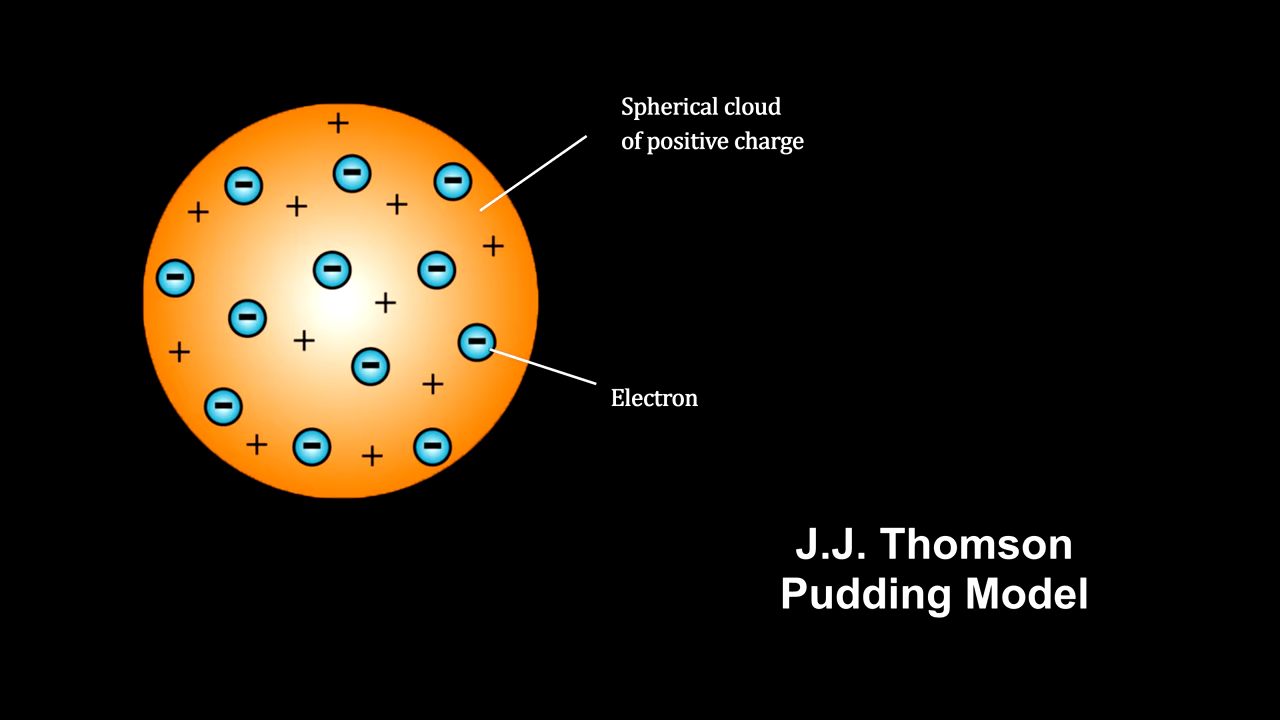 Spherical cloud
of positive charge
Electron
J.J. Thomson
Pudding Model